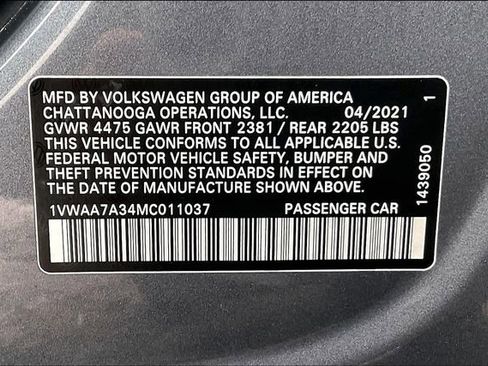 MFD BY VOLKSWAGEN GROUP OF AMERICA
CHATTANOOGA OPERATIONS, LLC. 04/2021
GVWR 4475 GAWR FRONT 2381 / REAR 2205 LBS
THIS VEHICLE CONFORMS TO ALL APPLICABLE U.S.
FEDERAL MOTOR VEHICLE SAFETY, BUMPER AND
THEFT PREVENTION STANDARDS IN EFFECT ON
THE DATE OF MANUFACTURE SHOWN ABOVE.
1VWAA7A34MC011037 PASSENGER CAR
1439050 1